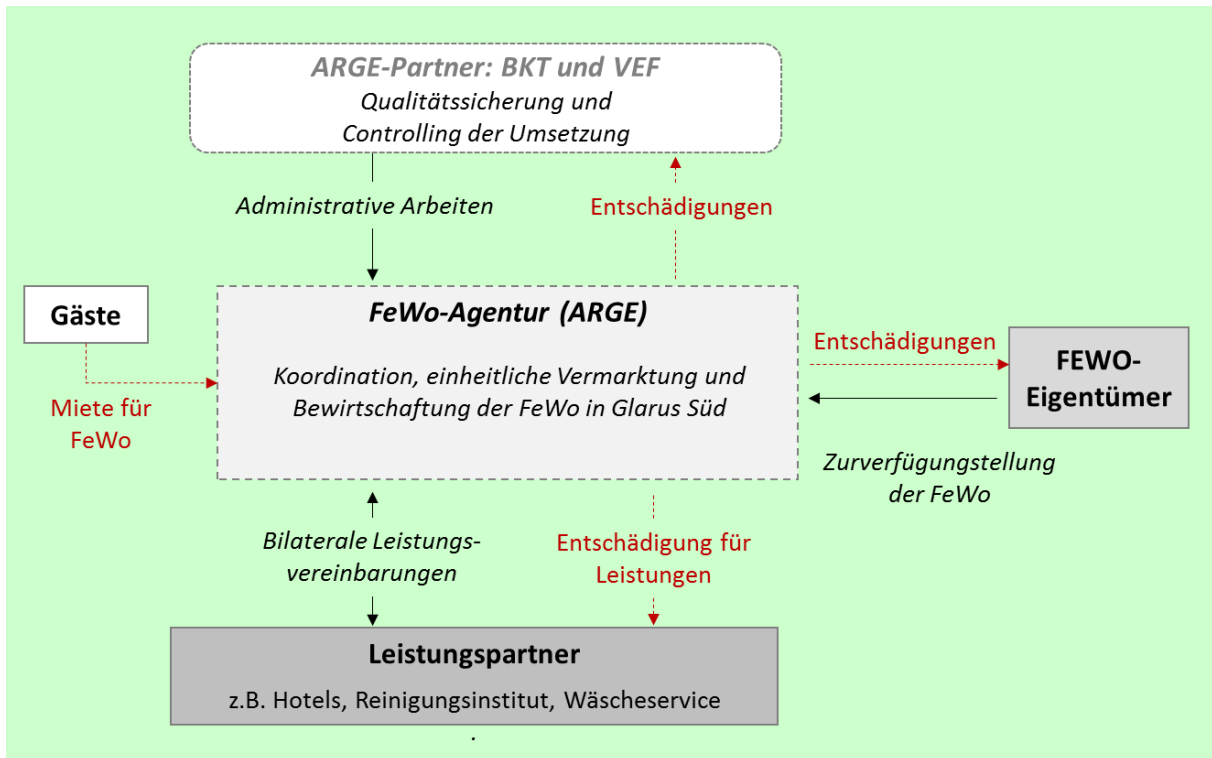 ARGE-Partner: BKT und VEF
Qualitätssicherung und
Controlling der Umsetzung
Administrative Arbeiten
Entschädigungen
Gäste
Miete für
FeWo
FeWo-Agentur (ARGE)
Koordination, einheitliche Vermarktung und
Bewirtschaftung der FeWo in Glarus Süd
Entschädigungen
FEWO-
Eigentümer
Zurverfügungstellung
der FeWo
Bilaterale Leistungs-
vereinbarungen
Entschädigung für
Leistungen
Leistungspartner
z.B. Hotels, Reinigungsinstitut, Wäscheservice
.